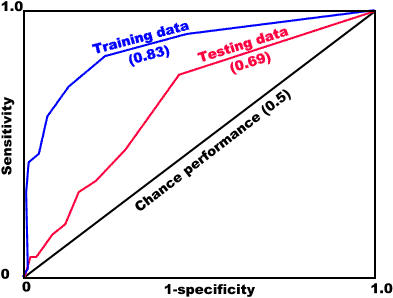 1.0
Training data
(0.83)
Testing data
(0.69)
Chance performance (0.5)
Sensitivity
0
0
1-specificity
1.0